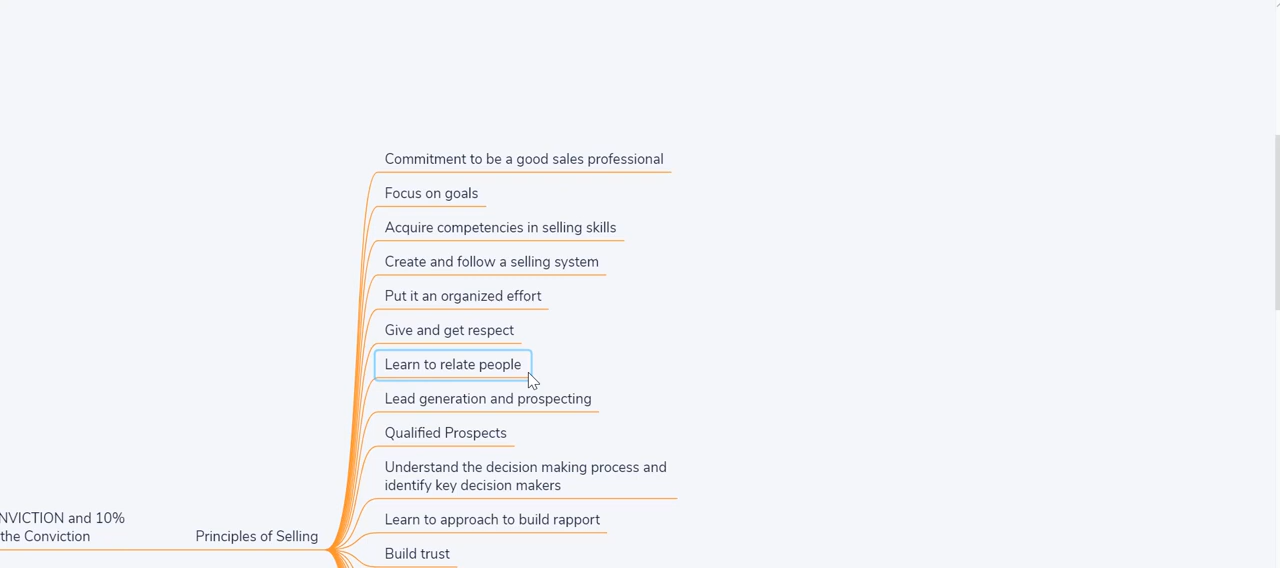 Commitment to be a good sales professional
Focus on goals
Acquire competencies in selling skills
Create and follow a selling system
Put it an organized effort
Give and get respect
Learn to relate people
Lead generation and prospecting
Qualified Prospects
Understand the decision making process and
identify key decision makers
Learn to approach to build rapport
Build trust
NVICTION and 10%
the Conviction
Principles of Selling